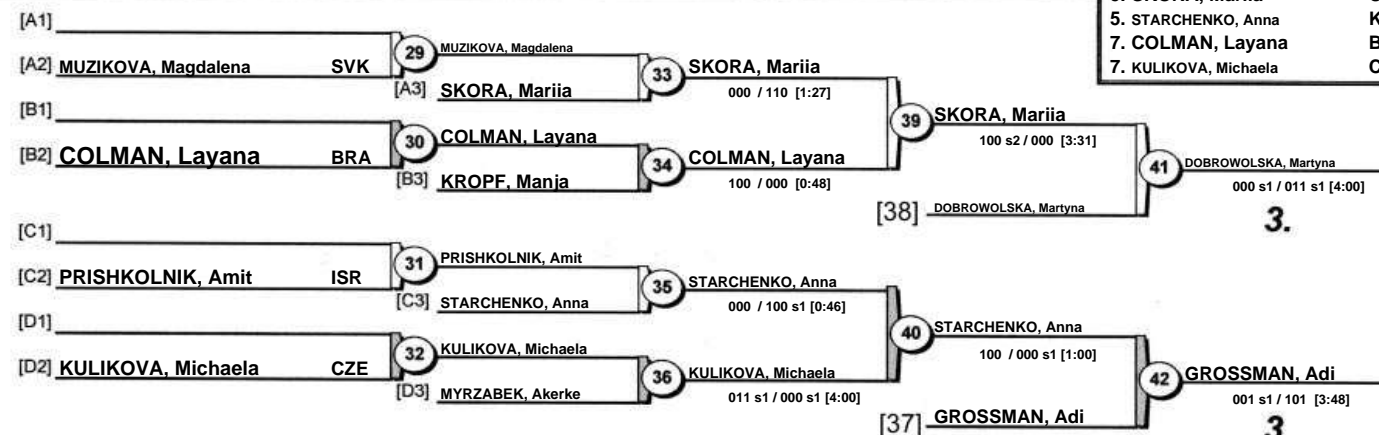 5. STARCHENKO, Anna K
7. COLMAN, Layana B
7. KULIKOVA, Michaela C
[A1]
[A2] MUZIKOVA, Magdalena SVK
29
MUZIKOVA, Magdalena
[A3] SKORA, Mariia
33
SKORA, Mariia
000 / 110 [1:27]
[B1]
[B2] COLMAN, Layana BRA
30
COLMAN, Layana
[B3] KROPF, Manja
34
COLMAN, Layana
100 / 000 [0:48]
39
SKORA, Mariia
100 s2 / 000 [3:31]
[38] DOBROWOLSKA, Martyna
41
DOBROWOLSKA, Martyna
000 s1 / 011 s1 [4:00]
3.
[C1]
[C2] PRISHKOLNIK, Amit ISR
31
PRISHKOLNIK, Amit
[C3] STARCHENKO, Anna
35
STARCHENKO, Anna
000 / 100 s1 [0:46]
[D1]
[D2] KULIKOVA, Michaela CZE
32
KULIKOVA, Michaela
[D3] MYRZABEK, Akerke
36
KULIKOVA, Michaela
011 s1 / 000 s1 [4:00]
40
STARCHENKO, Anna
100 / 000 s1 [1:00]
[37] GROSSMAN, Adi
42
GROSSMAN, Adi
001 s1 / 101 [3:48]
3